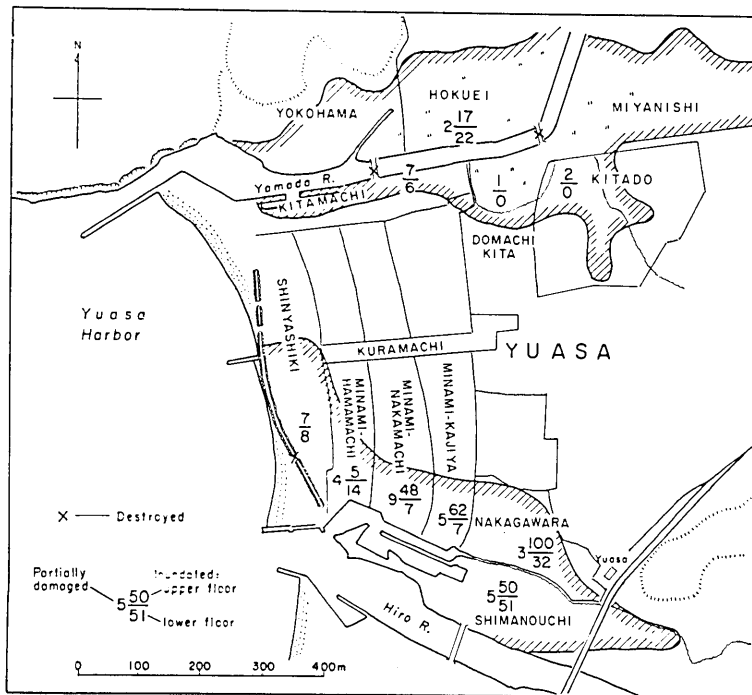 N
YOKOHAMA
HOKUEI
2 17/22
MIYANISHI
Yamada R.
KITAMACHI
7/6
1/0
2/0
KITADO
DOMACHI
KITA
Yuasa
Harbor
SHINYASHIKI
KURAMACHI
YUASA
MINAMI-
HAMAMACHI
MINAMI-
NAKAMACHI
MINAMI-KAJIYA
7/8
4 5/14
9 48/7
5 62/7
NAKAGAWARA
3 100/32
Yuasa
5 50/51
SHIMANOUCHI
Hiro R.
X — Destroyed
Partially
damaged
Inundated:
upper floor
5 50/51
lower floor
0 100 200 300 400m